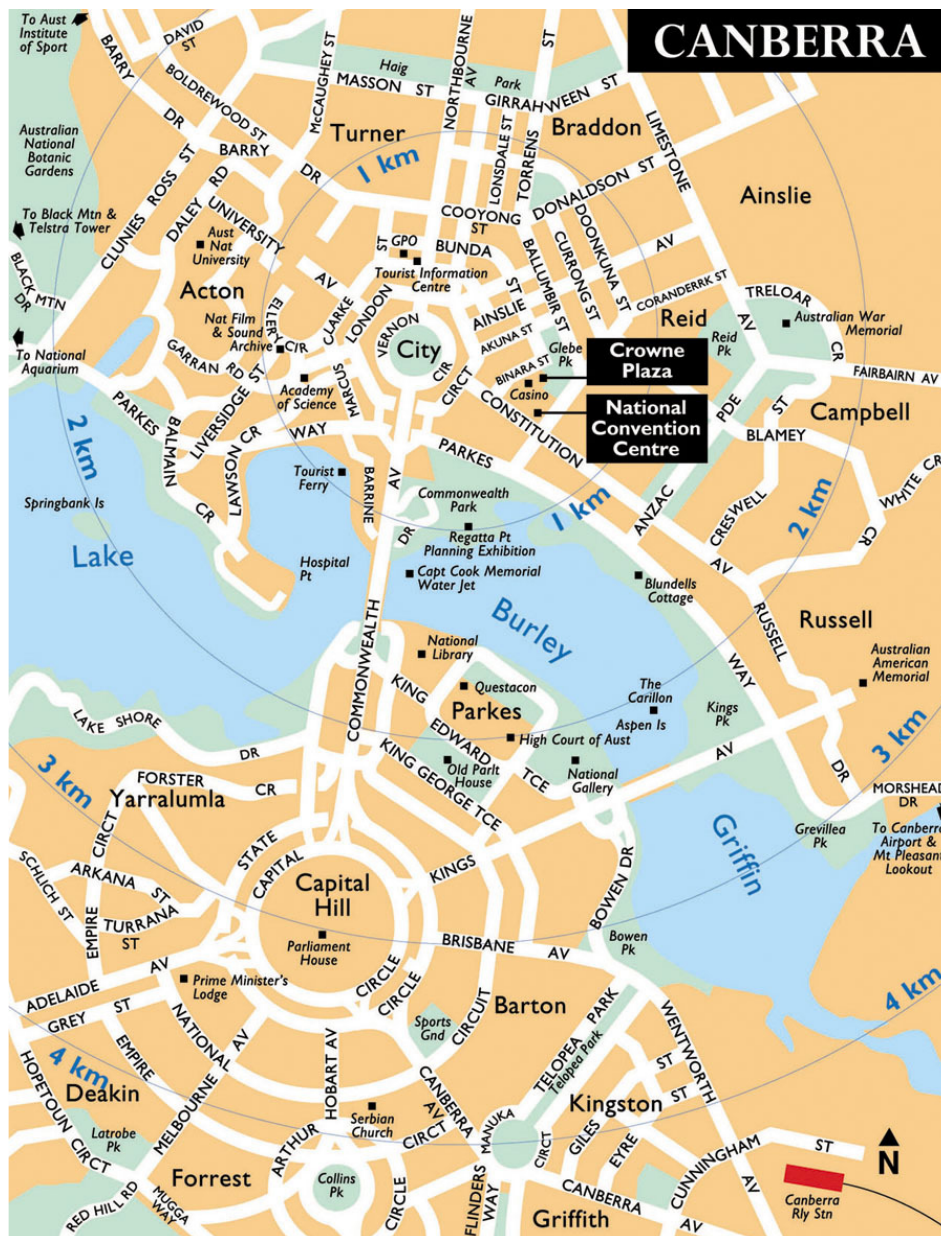 CANBERRA
To Aust
Institute
of Sport
BARRY
DAVID
ST
BOLDREWOOD ST
DR
McCAUGHEY ST
Haig
Park
MASSON ST
NORTHBOURNE
AV
GIRRAHWEEN ST
ST
Turner
Braddon
LONSDALE ST
TORRENS
LIMESTONE
Australian
National
Botanic
Gardens
CLUNIES ROSS ST
BARRY
DR
1 km
DALEY RD
UNIVERSITY
AV
COOYONG
ST
DONALDSON ST
Ainslie
To Black Mtn &
Telstra Tower
BLACK MTN
DR
Aust
Nat
University
ST
GPO
BUNDA
ST
Tourist Information
Centre
BALLUMBIR ST
CURRONG ST
DOONKUNA ST
AV
CORANDERRK ST
Acton
ELLERY
CLARKE
LONDON
AINSLIE
Nat Film
& Sound
Archive
C/R
VERNON
City
CIR
CIRCT
AKUNA ST
Glebe
Pk
Reid
AV
Reid
Pk
TRELOAR
CR
Australian War
Memorial
To National
Aquarium
GARRAN RD
LIVERSIDGE
ST
Academy
of Science
MARCUS
BINARA ST
Casino
Crowne
Plaza
National
Convention
Centre
FAIRBAIRN AV
PARKES
WAY
BALMAIN
CR
LAWSON
CR
CONSTITUTION
PARKES
PDE
ANZAC
ST
BLAMEY
Campbell
CRESWELL
CR
WHITE CR
2 km
Springbank Is
Tourist
Ferry
BARRINE
DR
AV
Commonwealth
Park
Regatta Pt
Planning Exhibition
1 km
2 km
Lake
Hospital
Pt
Capt Cook Memorial
Water Jet
Blundells
Cottage
RUSSELL
DR
Russell
COMMONWEALTH
Burley
National
Library
Questacon
Parkes
WAY
Australian
American
Memorial
The
Carillon
Aspen Is
Kings
Pk
LAKE SHORE
DR
KING
EDWARD
TCE
High Court of Aust
KING GEORGE TCE
Old Parlt
House
National
Gallery
AV
3 km
3 km
FORSTER
CR
Yarralumla
CIRCT
MORSHEAD
DR
Griffin
Grevillea
Pk
To Canberra
Airport &
Mt Pleasant
Lookout
STATE
CAPITAL
KINGS
SCHLICH ST
ARKANA
ST
TURRANA
ST
EMPIRE
Capital
Hill
Parliament
House
BOWEN DR
Bowen
Pk
BRISBANE
AV
CIRCLE
CIRCLE
ADELAIDE
AV
Prime Minister's
Lodge
GREY ST
NATIONAL
EMPIRE
Sports
Gnd
CIRCUIT
Barton
TELOPEA PARK
Telopea Park
WENTWORTH
AV
4 km
4 km
HOPETOUN CIRCT
Deakin
MELBOURNE
AV
HOBART AV
CANBERRA
AV
Latrobe
Pk
Serbian
Church
ARTHUR
CIRCT
CIRCLE
Collins
Pk
MANUKA
CIRCT
Kingston
GILES
ST
EYRE
ST
CUNNINGHAM
ST
N
Forrest
RED HILL RD
MUGGA
WAY
FLINDERS
WAY
CANBERRA
AV
Griffith
Canberra
Rly Stn